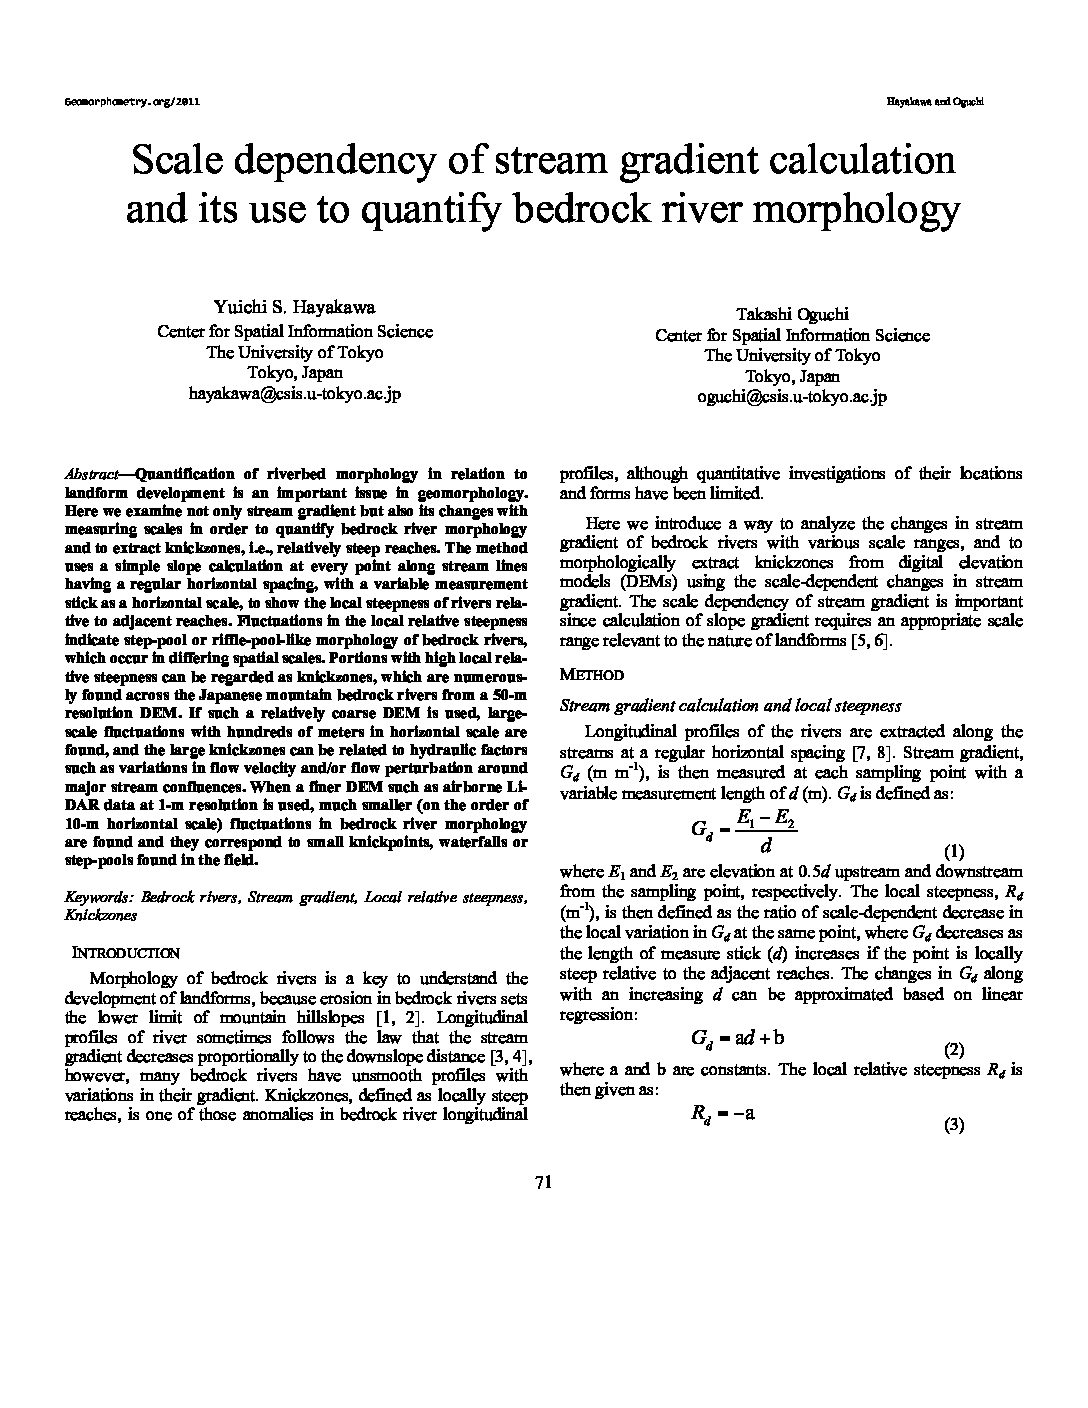 Geomorphometry.org/2011
Hayakawa and Oguchi
Scale dependency of stream gradient calculation
and its use to quantify bedrock river morphology
Yuichi S. Hayakawa
Center for Spatial Information Science
The University of Tokyo
Tokyo, Japan
hayakawa@csis.u-tokyo.ac.jp
Takashi Oguchi
Center for Spatial Information Science
The University of Tokyo
Tokyo, Japan
oguchi@csis.u-tokyo.ac.jp
Abstract—Quantification of riverbed morphology in relation to
landform development is an important issue in geomorphology.
Here we examine not only stream gradient but also its changes with
measuring scales in order to quantify bedrock river morphology
and to extract knickzones, i.e., relatively steep reaches. The method
uses a simple slope calculation at every point along stream lines
having a regular horizontal spacing, with a variable measurement
stick as a horizontal scale, to show the local steepness of rivers rela-
tive to adjacent reaches. Fluctuations in the local relative steepness
indicate step-pool or riffle-pool-like morphology of bedrock rivers,
which occur in differing spatial scales. Portions with high local rela-
tive steepness can be regarded as knickzones, which are numerous-
ly found across the Japanese mountain bedrock rivers from a 50-m
resolution DEM. If such a relatively coarse DEM is used, large-
scale fluctuations with hundreds of meters in horizontal scale are
found, and the large knickzones can be related to hydraulic factors
such as variations in flow velocity and/or flow perturbation around
major stream confluences. When a finer DEM such as airborne Li-
DAR data at 1-m resolution is used, much smaller (on the order of
10-m horizontal scale) fluctuations in bedrock river morphology
are found and they correspond to small knickpoints, waterfalls or
step-pools found in the field.
Keywords: Bedrock rivers, Stream gradient, Local relative steepness,
Knickzones
INTRODUCTION
Morphology of bedrock rivers is a key to understand the
development of landforms, because erosion in bedrock rivers sets
the lower limit of mountain hillslopes [1, 2]. Longitudinal
profiles of river sometimes follows the law that the stream
gradient decreases proportionally to the downslope distance [3, 4],
however, many bedrock rivers have unsmooth profiles with
variations in their gradient. Knickzones, defined as locally steep
reaches, is one of those anomalies in bedrock river longitudinal
profiles, although quantitative investigations of their locations
and forms have been limited.
Here we introduce a way to analyze the changes in stream
gradient of bedrock rivers with various scale ranges, and to
morphologically extract knickzones from digital elevation
models (DEMs) using the scale-dependent changes in stream
gradient. The scale dependency of stream gradient is important
since calculation of slope gradient requires an appropriate scale
range relevant to the nature of landforms [5, 6].
METHOD
Stream gradient calculation and local steepness
Longitudinal profiles of the rivers are extracted along the
streams at a regular horizontal spacing [7, 8]. Stream gradient,
G_d (m m⁻¹), is then measured at each sampling point with a
variable measurement length of d (m). G_d is defined as:
G_d = (E₁ − E₂) / d (1)
where E₁ and E₂ are elevation at 0.5d upstream and downstream
from the sampling point, respectively. The local steepness, R_d
(m⁻¹), is then defined as the ratio of scale-dependent decrease in
the local variation in G_d at the same point, where G_d decreases as
the length of measure stick (d) increases if the point is locally
steep relative to the adjacent reaches. The changes in G_d along
with an increasing d can be approximated based on linear
regression:
G_d = ad + b (2)
where a and b are constants. The local relative steepness R_d is
then given as:
R_d = −a (3)
71